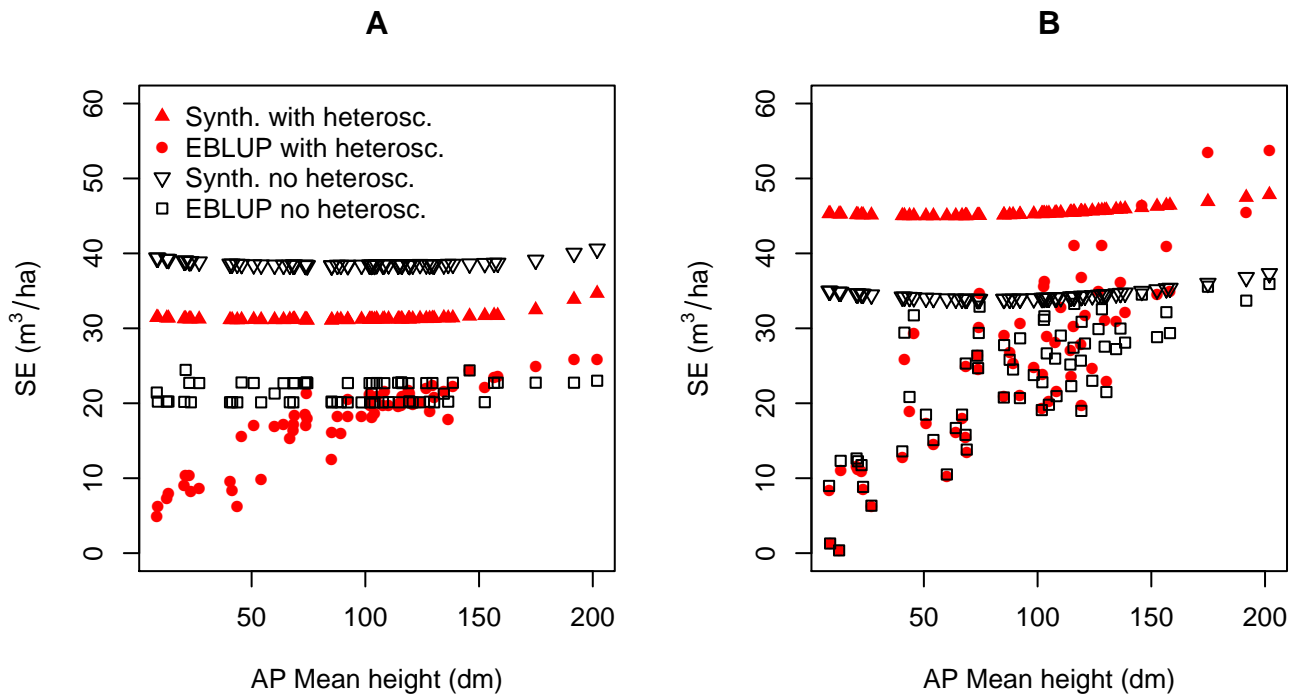 A
SE (m³/ha)
60
50
40
30
20
10
0
Synth. with heterosc.
EBLUP with heterosc.
Synth. no heterosc.
EBLUP no heterosc.
50
100
150
200
AP Mean height (dm)
B
SE (m³/ha)
60
50
40
30
20
10
0
50
100
150
200
AP Mean height (dm)